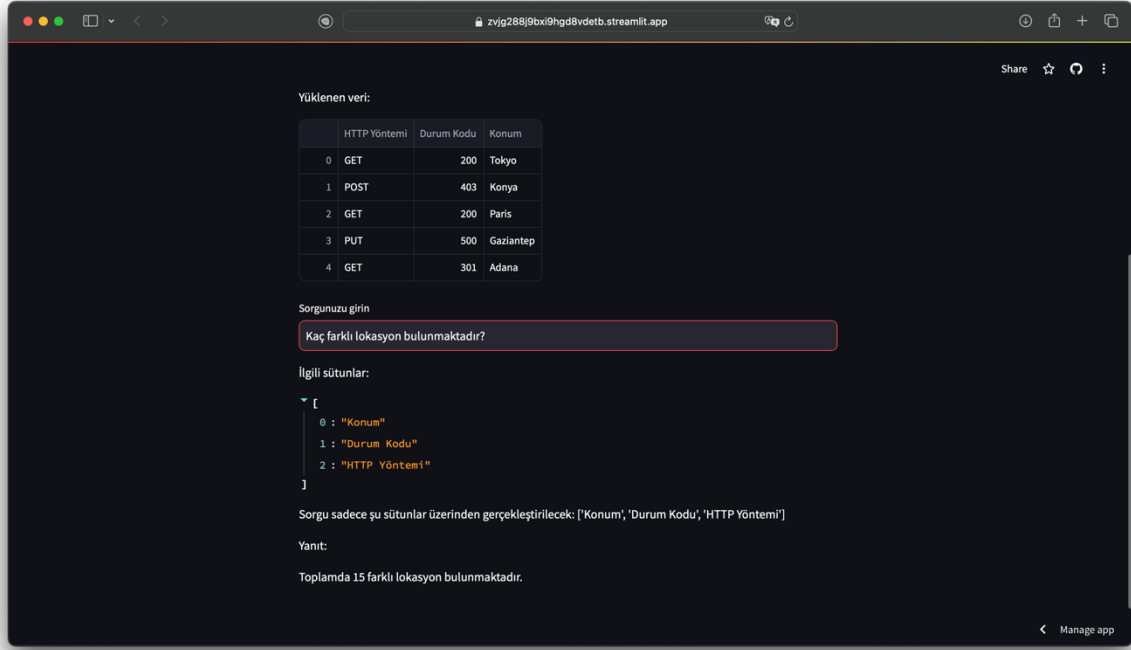 zvjg288j9bxi9hgd8vdetb.streamlit.app
Share
Yüklenen veri:
HTTP Yöntemi Durum Kodu Konum
0 GET 200 Tokyo
1 POST 403 Konya
2 GET 200 Paris
3 PUT 500 Gaziantep
4 GET 301 Adana
Sorgunuzu girin
Kaç farklı lokasyon bulunmaktadır?
İlgili sütunlar:
[
0 : "Konum"
1 : "Durum Kodu"
2 : "HTTP Yöntemi"
]
Sorgu sadece şu sütunlar üzerinden gerçekleştirilecek: ['Konum', 'Durum Kodu', 'HTTP Yöntemi']
Yanıt:
Toplamda 15 farklı lokasyon bulunmaktadır.
Manage app